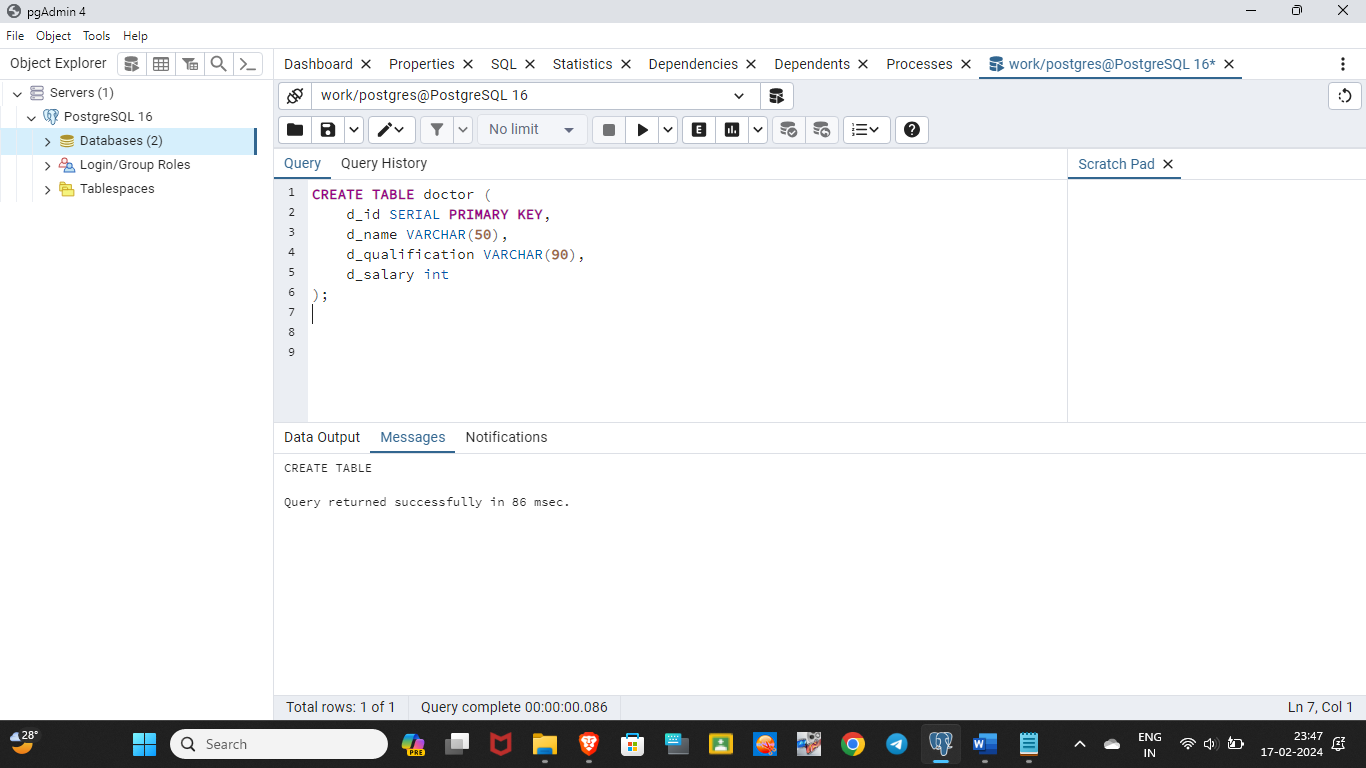 pgAdmin 4
File Object Tools Help
Object Explorer
Dashboard Properties SQL Statistics Dependencies Dependents Processes work/postgres@PostgreSQL 16*
Servers (1)
PostgreSQL 16
Databases (2)
Login/Group Roles
Tablespaces
work/postgres@PostgreSQL 16
No limit
E
Query Query History
Scratch Pad
1 CREATE TABLE doctor (
2 d_id SERIAL PRIMARY KEY,
3 d_name VARCHAR(50),
4 d_qualification VARCHAR(90),
5 d_salary int
6 );
7
8
9
Data Output Messages Notifications
CREATE TABLE
Query returned successfully in 86 msec.
Total rows: 1 of 1 Query complete 00:00:00.086 Ln 7, Col 1
28°
Search
PRE
ENG
IN
23:47
17-02-2024